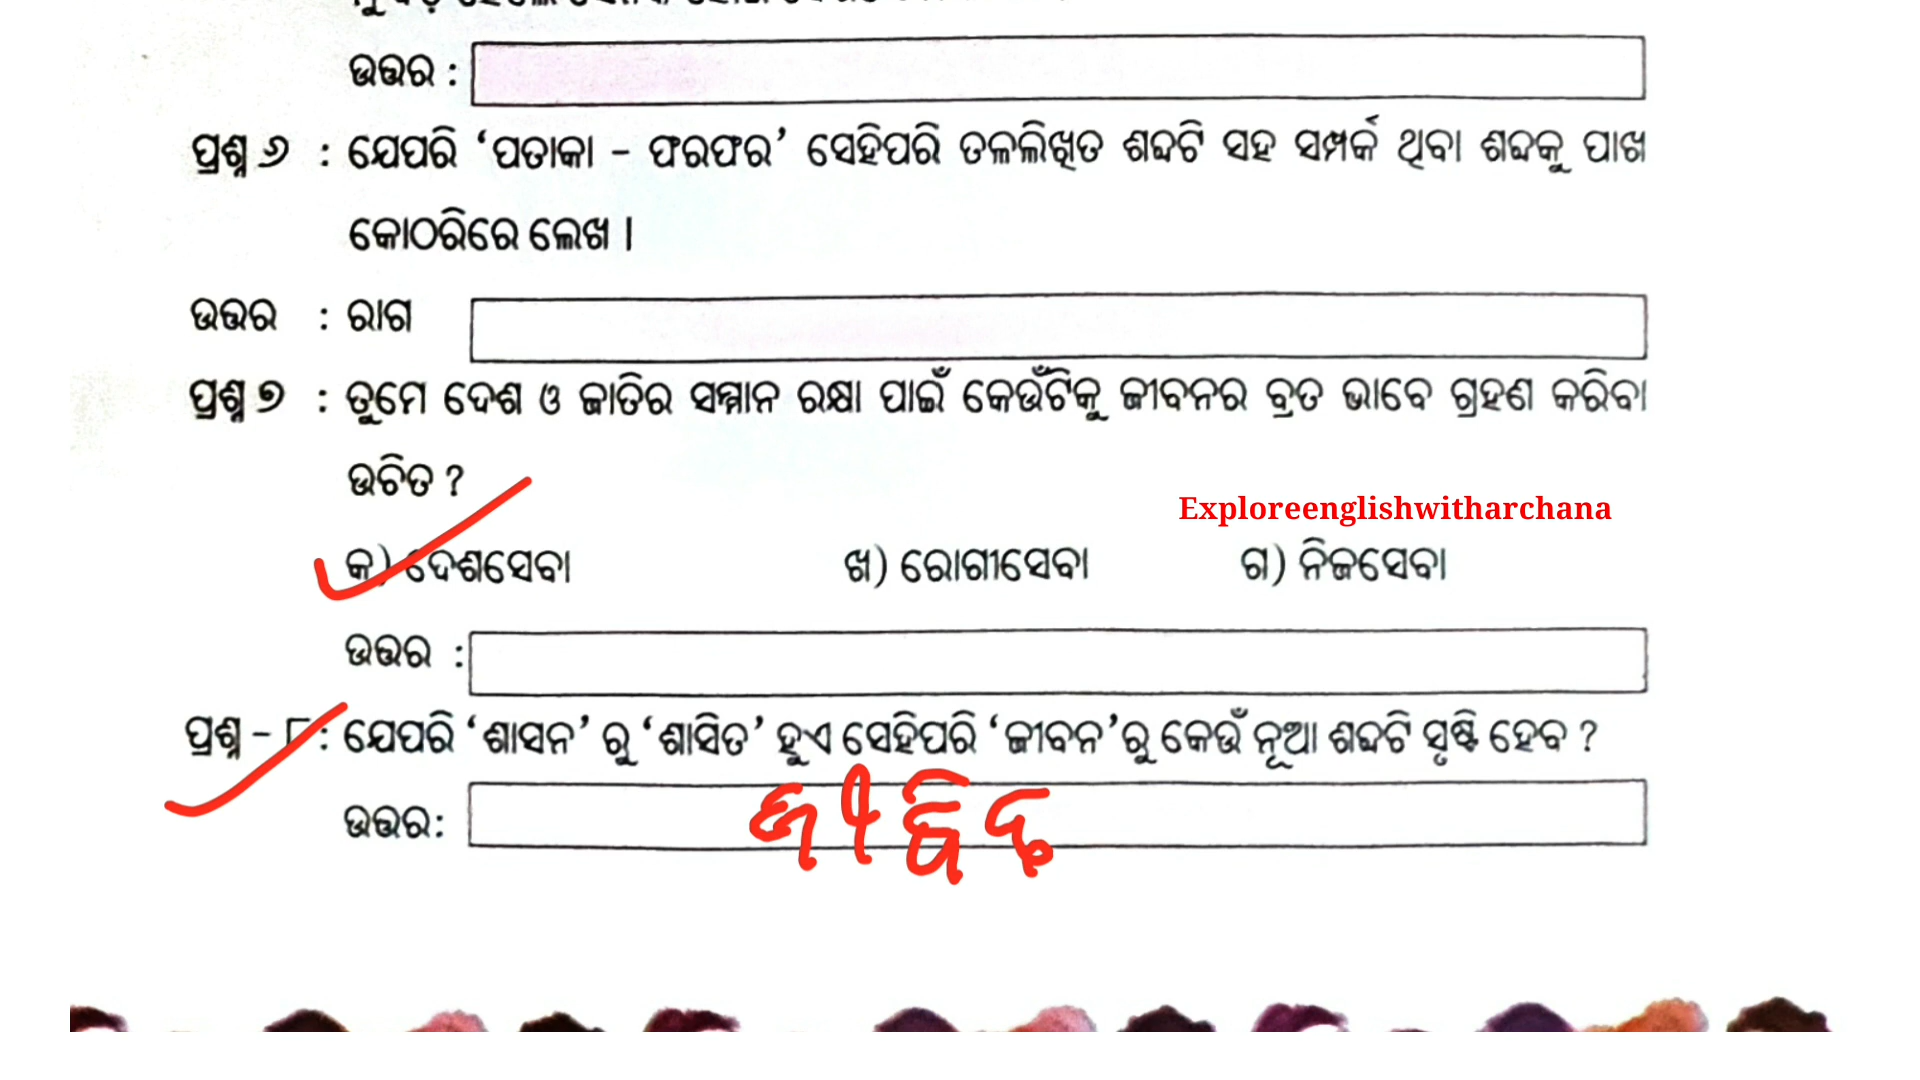 ଉତ୍ତର :
ପ୍ରଶ୍ନ ୬ : ଯେପରି ‘ପତାକା – ଫରଫର’ ସେହିପରି ତଳଲିଖିତ ଶବ୍ଦଟି ସହ ସମ୍ପର୍କ ଥିବା ଶବ୍ଦକୁ ପାଖ
କୋଠରିରେ ଲେଖ ।
ଉତ୍ତର : ରାଗ
ପ୍ରଶ୍ନ ୭ : ତୁମେ ଦେଶ ଓ ଜାତିର ସମ୍ମାନ ରକ୍ଷା ପାଇଁ କେଉଁଟିକୁ ଜୀବନର ବ୍ରତ ଭାବେ ଗ୍ରହଣ କରିବା
ଉଚିତ ?
Exploreenglishwitharchana
କ) ଦେଶସେବା ଖ) ରୋଗୀସେବା ଗ) ନିଜସେବା
ଉତ୍ତର :
ପ୍ରଶ୍ନ – ୮ : ଯେପରି ‘ଶାସନ’ ରୁ ‘ଶାସିତ’ ହୁଏ ସେହିପରି ‘ଜୀବନ’ରୁ କେଉଁ ନୂଆ ଶବ୍ଦଟି ସୃଷ୍ଟି ହେବ ?
ଉତ୍ତର: